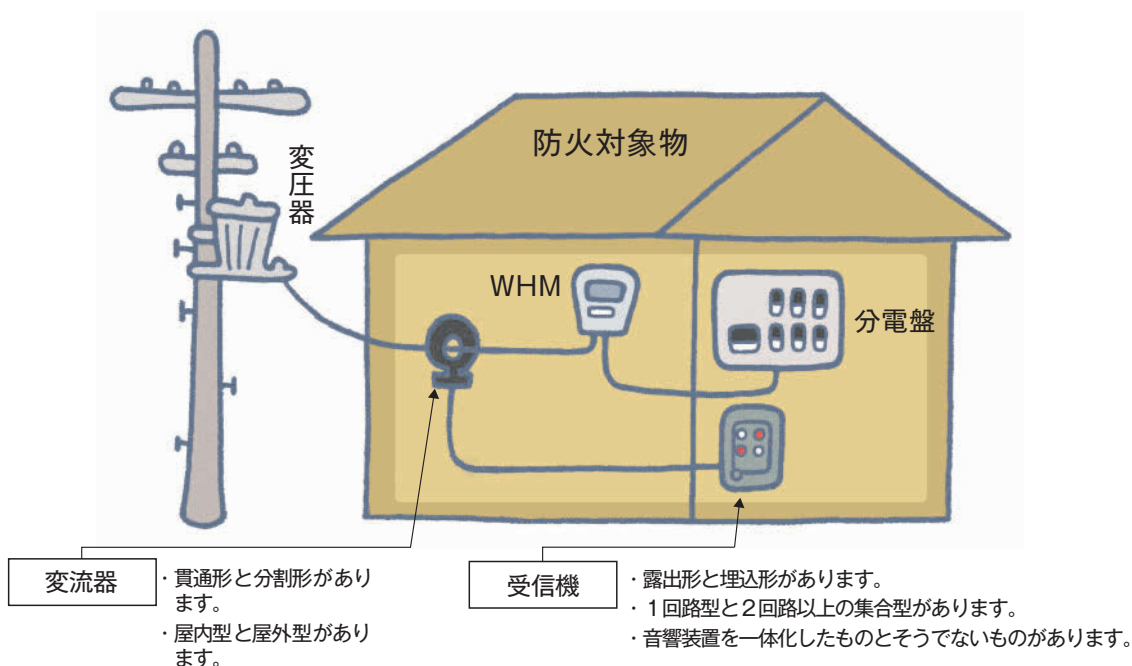 防火対象物
変圧器
WHM
分電盤
変流器
・貫通形と分割形があり
ます。
・屋内型と屋外型があり
ます。
受信機
・露出形と埋込形があります。
・１回路型と２回路以上の集合型があります。
・音響装置を一体化したものとそうでないものがあります。